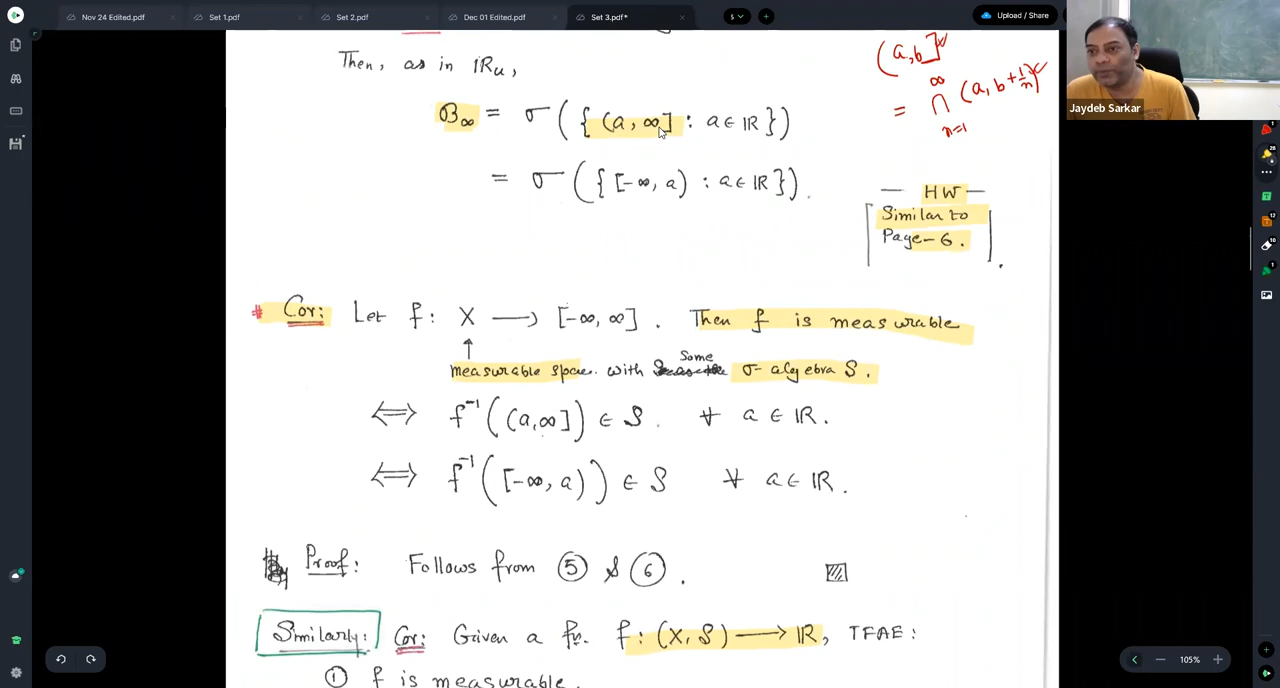 Nov 24 Edited.pdf
Set 1.pdf
Set 2.pdf
Dec 01 Edited.pdf
Set 3.pdf*
S
Upload / Share
Jaydeb Sarkar
Then, as in ℝu,
(a,b]
= ∞ ∩ n=1 (a, b+1/n)
𝓑∞ = σ({(a, ∞] : a ∈ ℝ})
= σ({[-∞, a) : a ∈ ℝ}).
— HW —
Similar to
Page-6.
# Cor: Let f: X → [-∞, ∞]. Then f is measurable
↑
Some
measurable space with σ-algebra S.
⟺ f⁻¹((a,∞]) ∈ S. ∀ a ∈ ℝ.
⟺ f⁻¹([-∞, a)) ∈ S ∀ a ∈ ℝ.
Proof: Follows from ⑤ & ⑥.
Similarly: Cor: Given a fn. f: (X, S) → ℝ, TFAE:
① f is measurable.
105%